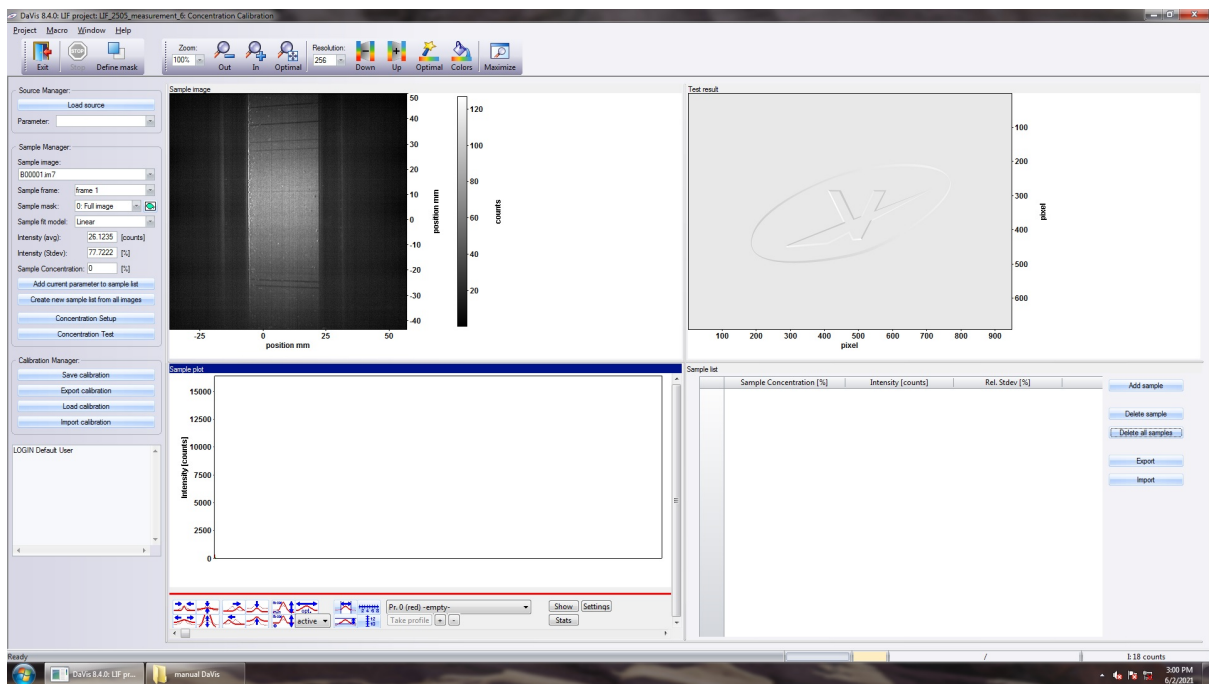 DaVis 8.4.0: LIF project: LIF_2505_measurement_6: Concentration Calibration
Project Macro Window Help
Exit Stop Define mask Zoom: 100% Out In Optimal Resolution: 256 Down Up Optimal Colors Maximize
Source Manager:
Load source
Parameter:
Sample Manager:
Sample image:
B00001.im7
Sample frame: frame 1
Sample mask: 0: Full image
Sample fit model: Linear
Intensity (avg): 26.1235 [counts]
Intensity (Stdev): 77.7222 [%]
Sample Concentration: 0 [%]
Add current parameter to sample list
Create new sample list from all images
Concentration Setup
Concentration Test
Calibration Manager:
Save calibration
Export calibration
Load calibration
Import calibration
LOGIN Default User
Sample image
50
40
30
20
10
0
-10
-20
-30
-40
position mm
-25 0 25 50
position mm
120
100
80
60
40
20
counts
Test result
100
200
300
400
500
600
pixel
100 200 300 400 500 600 700 800 900
pixel
Sample plot
15000
12500
10000
7500
5000
2500
0
Intensity [counts]
active
Pr. 0 (red) -empty-
Show Settings
Take profile + -
Stats
Sample list
Sample Concentration [%] Intensity [counts] Rel. Stdev [%]
Add sample
Delete sample
Delete all samples
Export
Import
Ready / I: 18 counts
DaVis 8.4.0: LIF pr... manual DaVis
3:00 PM
6/2/2021